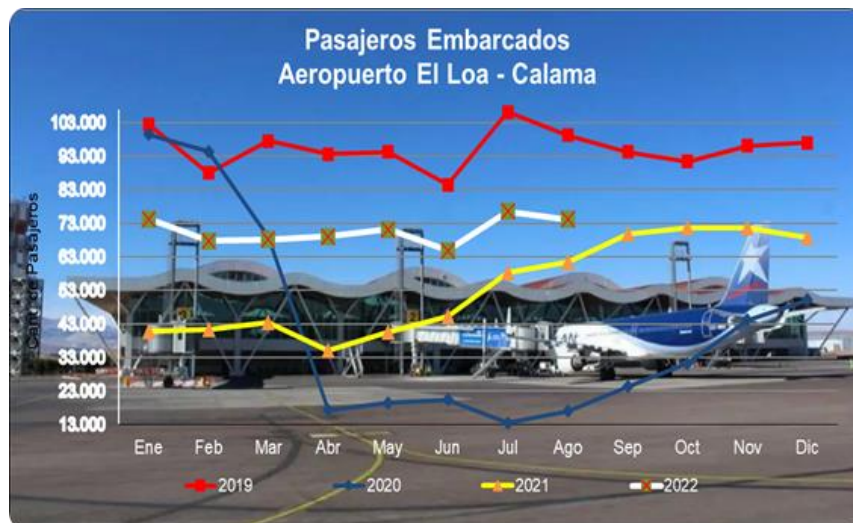 Pasajeros Embarcados
Aeropuerto El Loa - Calama
Cant. de Pasajeros
103.000
93.000
83.000
73.000
63.000
53.000
43.000
33.000
23.000
13.000
Ene Feb Mar Abr May Jun Jul Ago Sep Oct Nov Dic
2019 2020 2021 2022